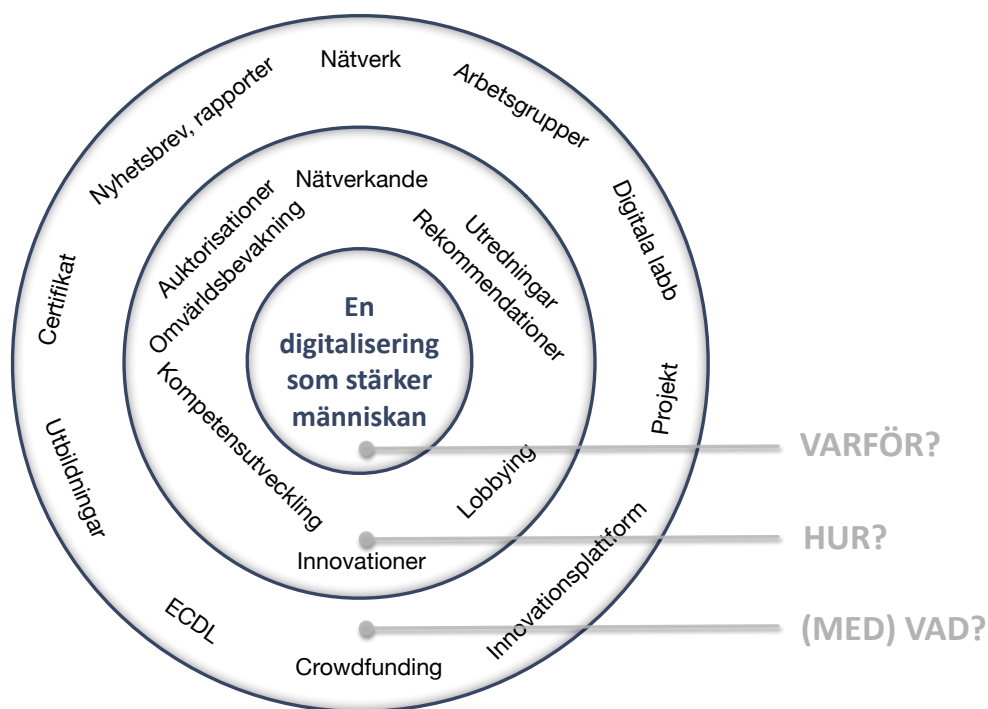 Nätverk
Arbetsgrupper
Nyhetsbrev, rapporter
Digitala labb
Certifikat
Projekt
Utbildningar
Innovationsplattform
ECDL
Crowdfunding
Nätverkande
Auktorisationer
Omvärldsbevakning
Utredningar
Rekommendationer
Kompetensutveckling
Lobbying
Innovationer
En
digitalisering
som stärker
människan
VARFÖR?
HUR?
(MED) VAD?